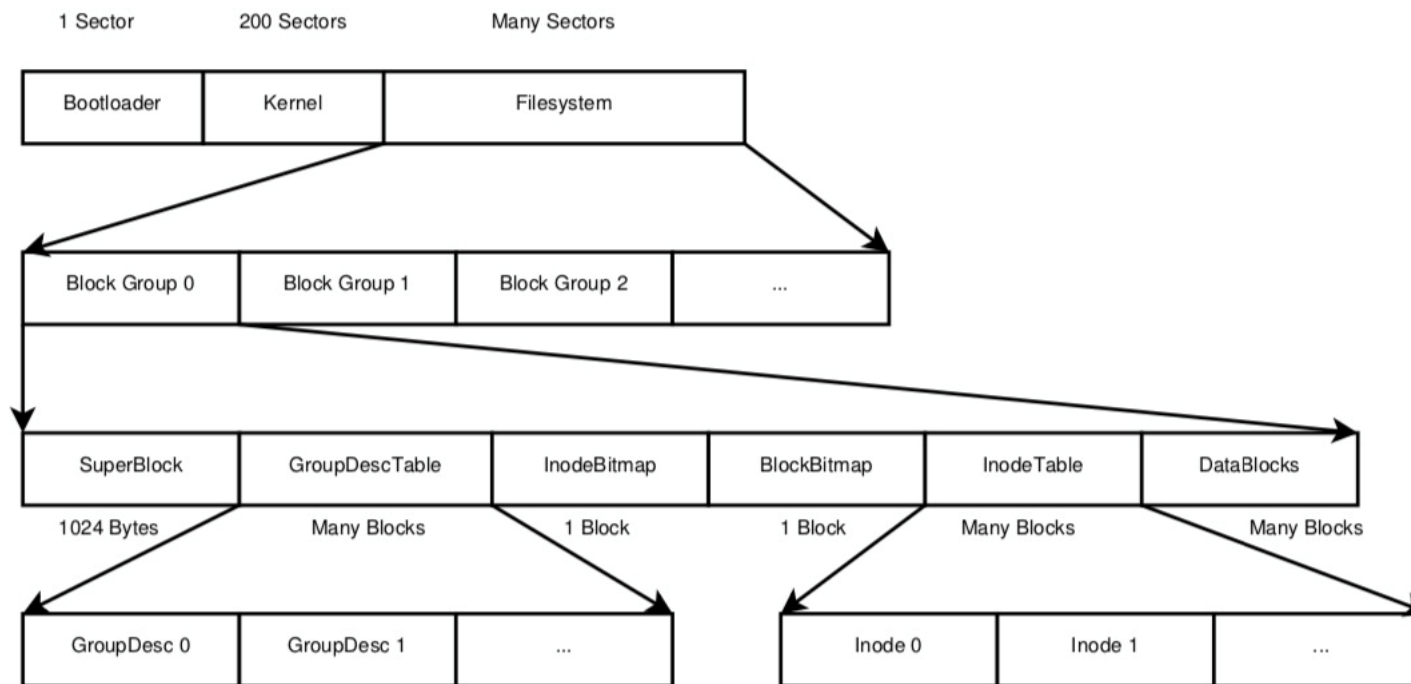 1 Sector 200 Sectors Many Sectors
Bootloader Kernel Filesystem
Block Group 0 Block Group 1 Block Group 2 ...
SuperBlock GroupDescTable InodeBitmap BlockBitmap InodeTable DataBlocks
1024 Bytes Many Blocks 1 Block 1 Block Many Blocks Many Blocks
GroupDesc 0 GroupDesc 1 ... Inode 0 Inode 1 ...